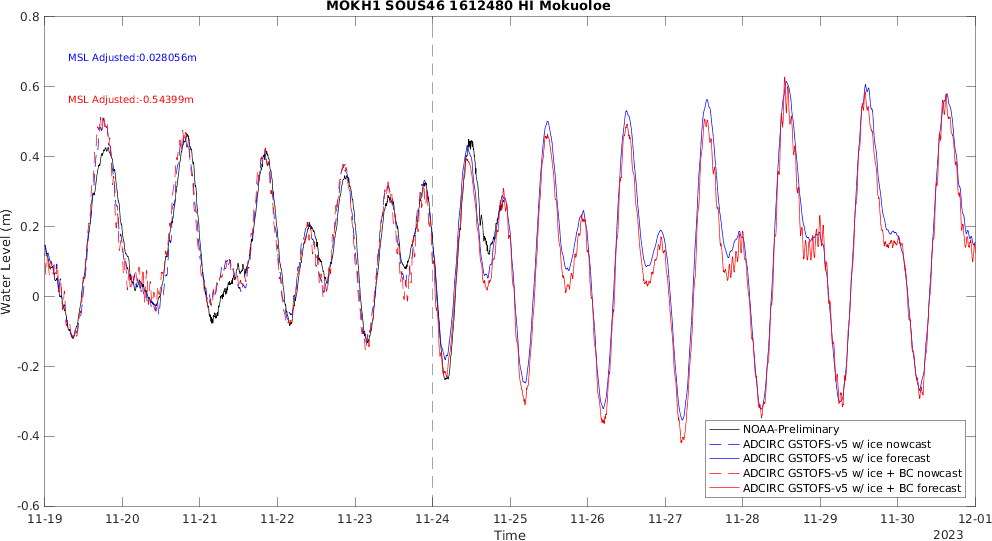 MOKH1 SOUS46 1612480 HI Mokuoloe
0.8
MSL Adjusted:0.028056m
0.6
MSL Adjusted:-0.54399m
0.4
0.2
Water Level (m)
0
-0.2
-0.4
NOAA-Preliminary
ADCIRC GSTOFS-v5 w/ ice nowcast
ADCIRC GSTOFS-v5 w/ ice forecast
ADCIRC GSTOFS-v5 w/ ice + BC nowcast
ADCIRC GSTOFS-v5 w/ ice + BC forecast
-0.6
11-19 11-20 11-21 11-22 11-23 11-24 11-25 11-26 11-27 11-28 11-29 11-30 12-01
Time
2023